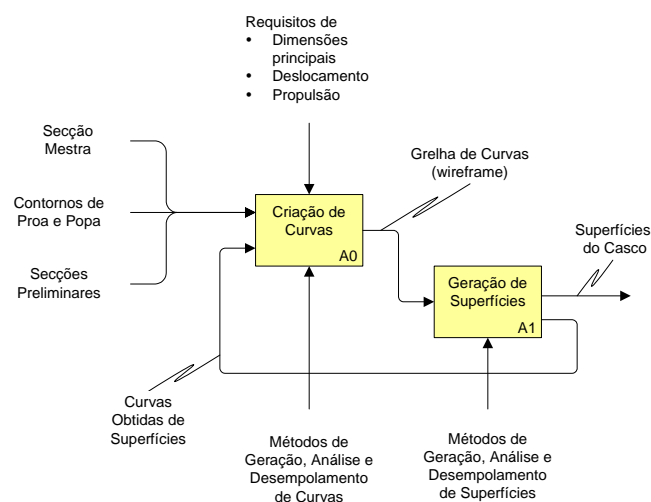 Requisitos de
• Dimensões
principais
• Deslocamento
• Propulsão
Secção
Mestra
Contornos de
Proa e Popa
Secções
Preliminares
Criação de
Curvas
A0
Grelha de Curvas
(wireframe)
Superfícies
do Casco
Geração de
Superfícies
A1
Curvas
Obtidas de
Superfícies
Métodos de
Geração, Análise e
Desempolamento
de Curvas
Métodos de
Geração, Análise e
Desempolamento
de Superfícies